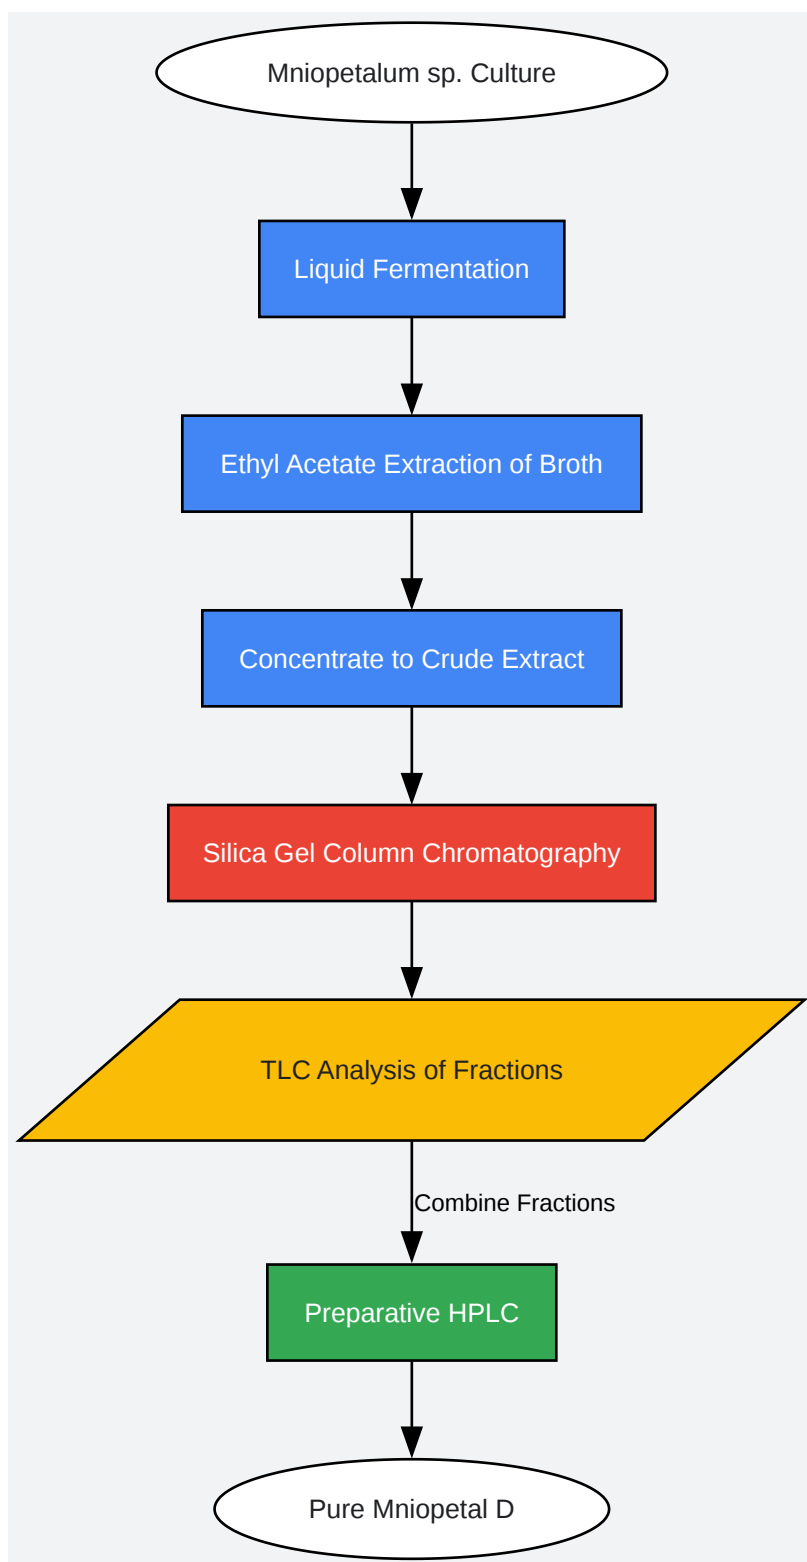 Mniopetalum sp. Culture
Liquid Fermentation
Ethyl Acetate Extraction of Broth
Concentrate to Crude Extract
Silica Gel Column Chromatography
TLC Analysis of Fractions
Combine Fractions
Preparative HPLC
Pure Mniopetal D